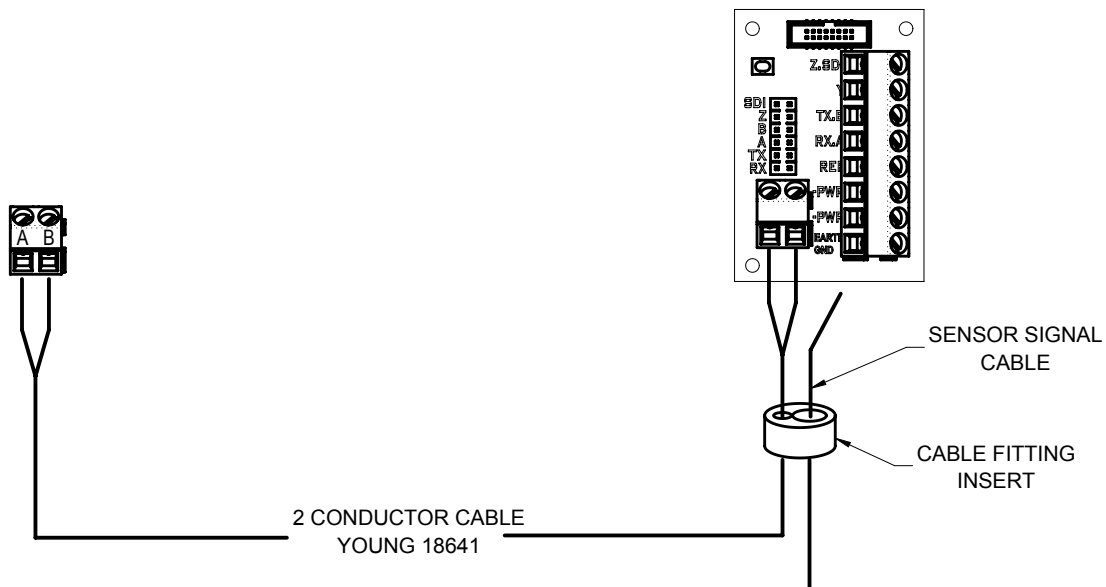 Z.SD
Y
TX.B
RX.A
REF
-PWR
-PWR
EARTH
GND
SDI
Z
B
A
TX
RX
A B
SENSOR SIGNAL
CABLE
CABLE FITTING
INSERT
2 CONDUCTOR CABLE
YOUNG 18641